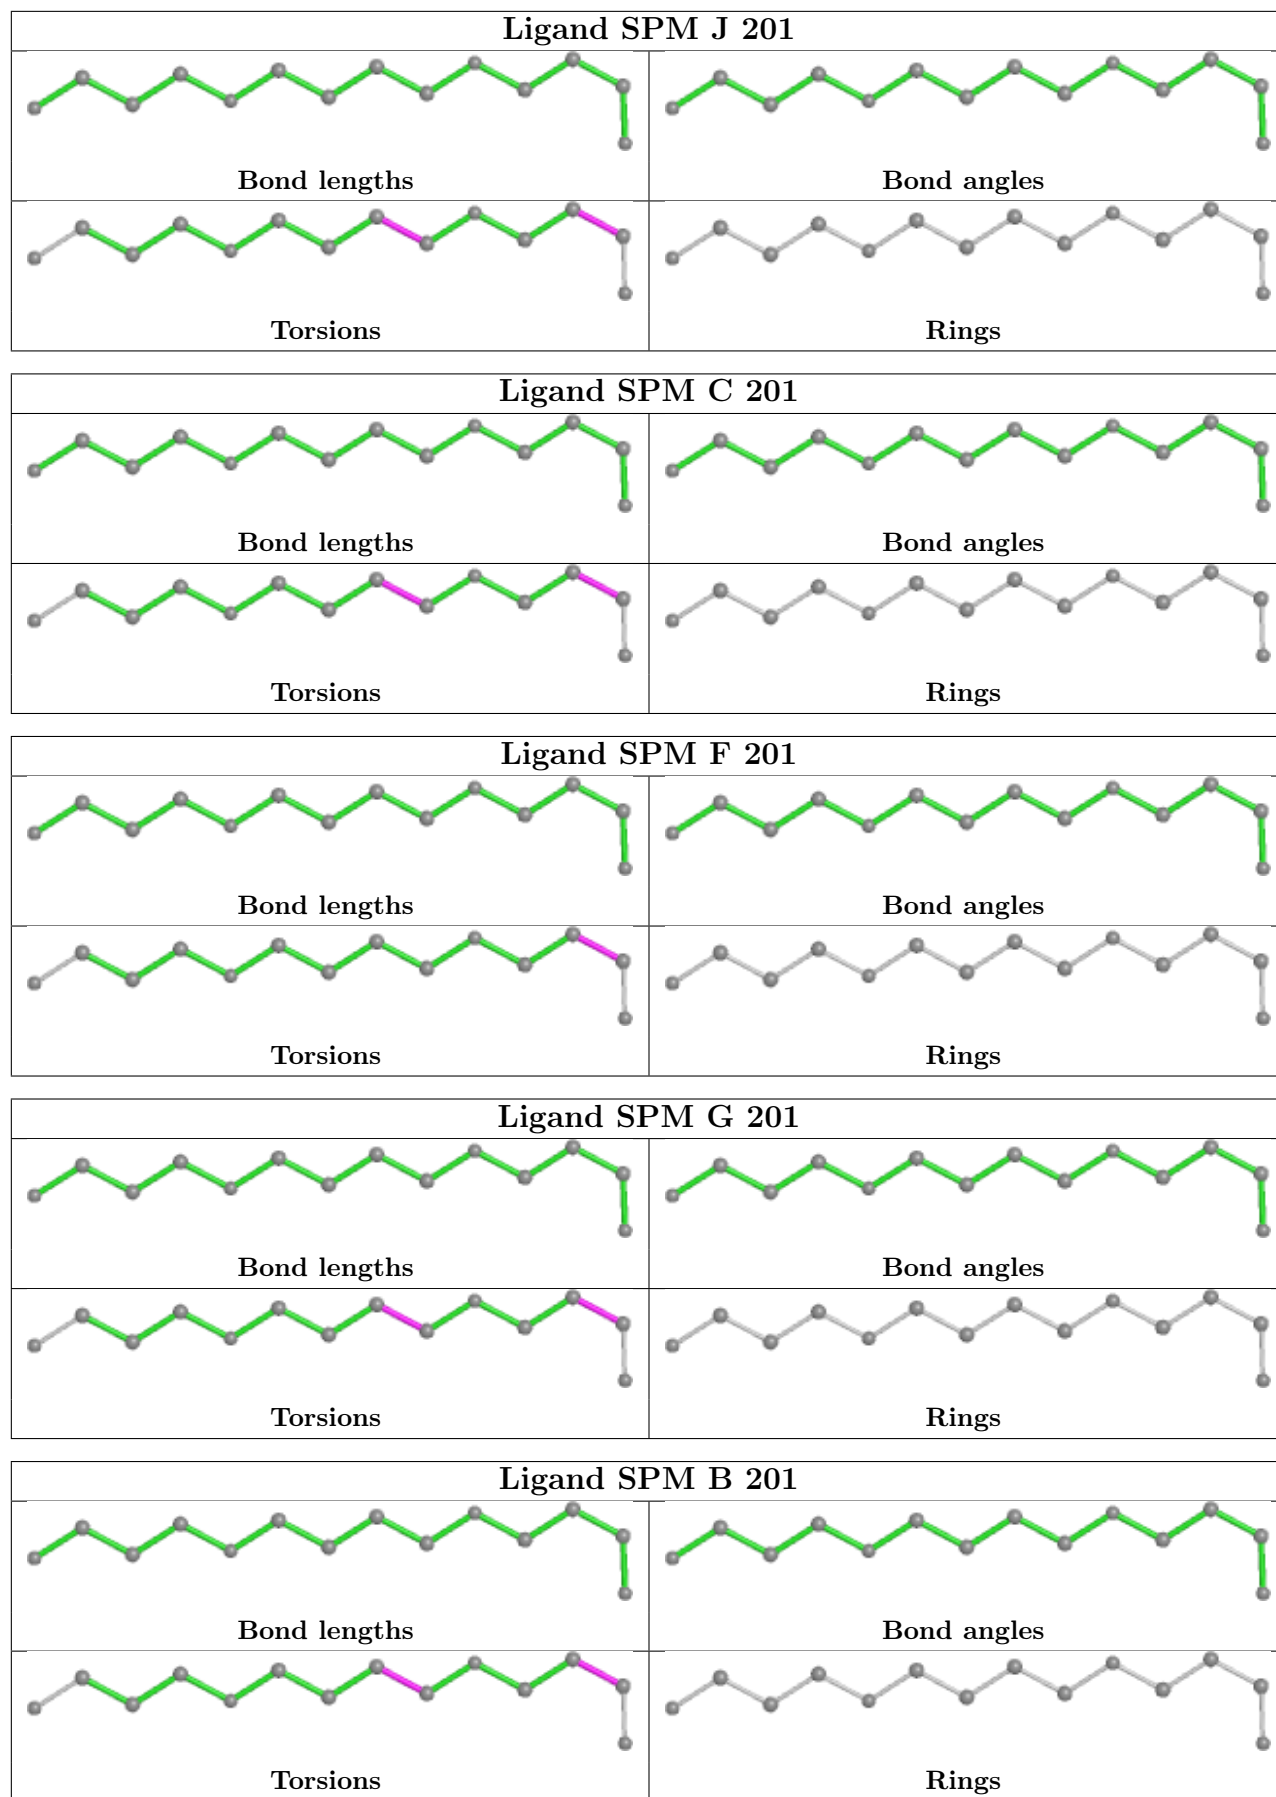 Ligand SPM J 201
Bond lengths
Bond angles
Torsions
Rings
Ligand SPM C 201
Bond lengths
Bond angles
Torsions
Rings
Ligand SPM F 201
Bond lengths
Bond angles
Torsions
Rings
Ligand SPM G 201
Bond lengths
Bond angles
Torsions
Rings
Ligand SPM B 201
Bond lengths
Bond angles
Torsions
Rings